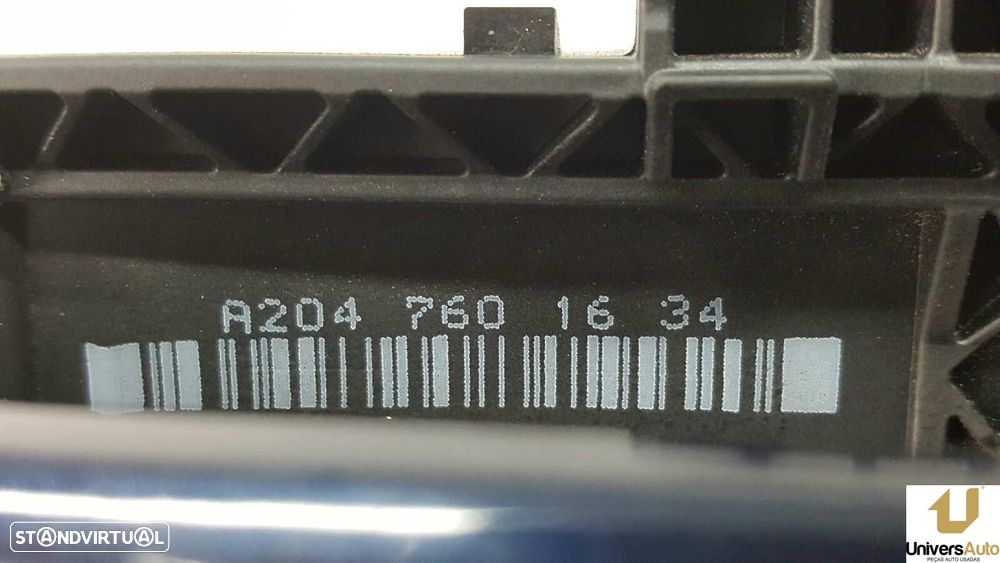 A204 760 16 34
STANDVIRTUAL
UniversAuto
PEÇAS AUTO USADAS